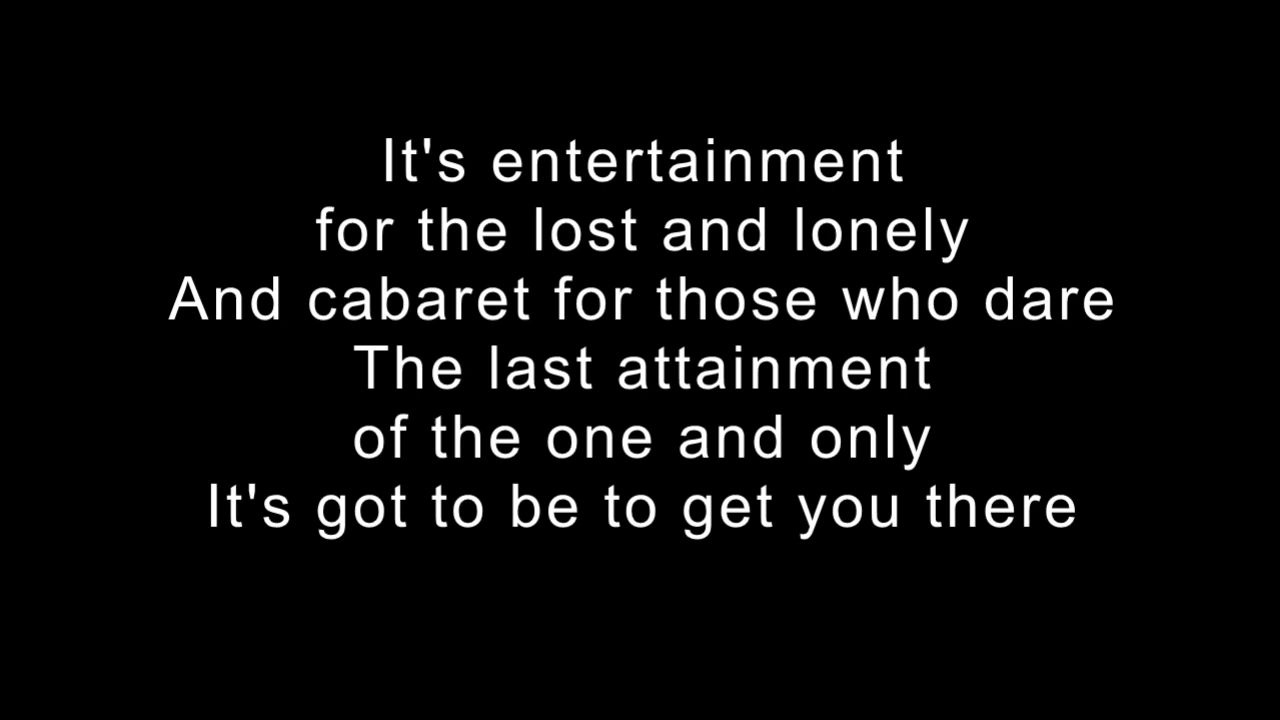 It's entertainment
for the lost and lonely
And cabaret for those who dare
The last attainment
of the one and only
It's got to be to get you there